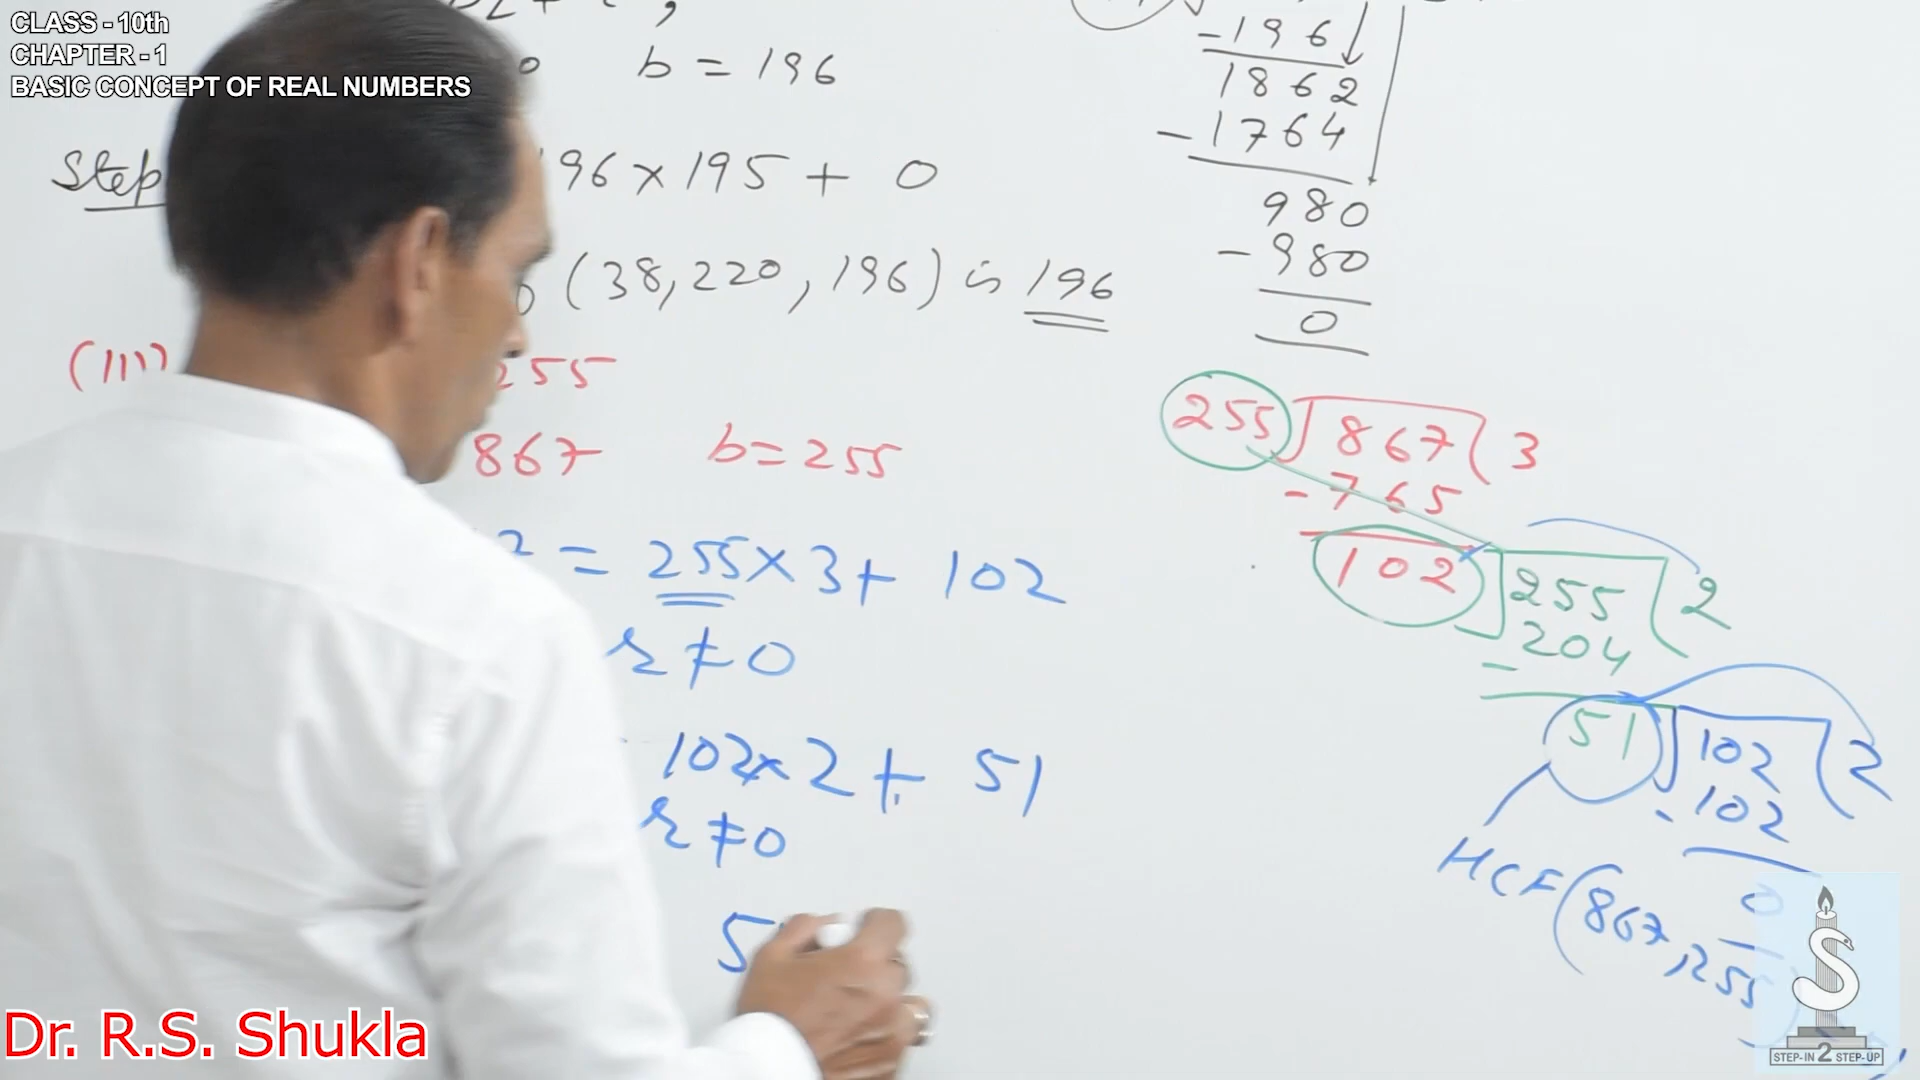 CLASS - 10th
CHAPTER - 1
BASIC CONCEPT OF REAL NUMBERS
b = 196
Step
96 × 195 + 0
(38,220, 196) is 196
(III)
255
867 b = 255
2 = 255 × 3 + 102
r ≠ 0
102 × 2 + 51
r ≠ 0
5
-196
1862
-1764
980
-980
0
255) 867 (3
-765
102) 255 (2
-204
51) 102 (2
-102
0
HCF (867, 255)
Dr. R.S. Shukla
S
STEP-IN 2 STEP-UP